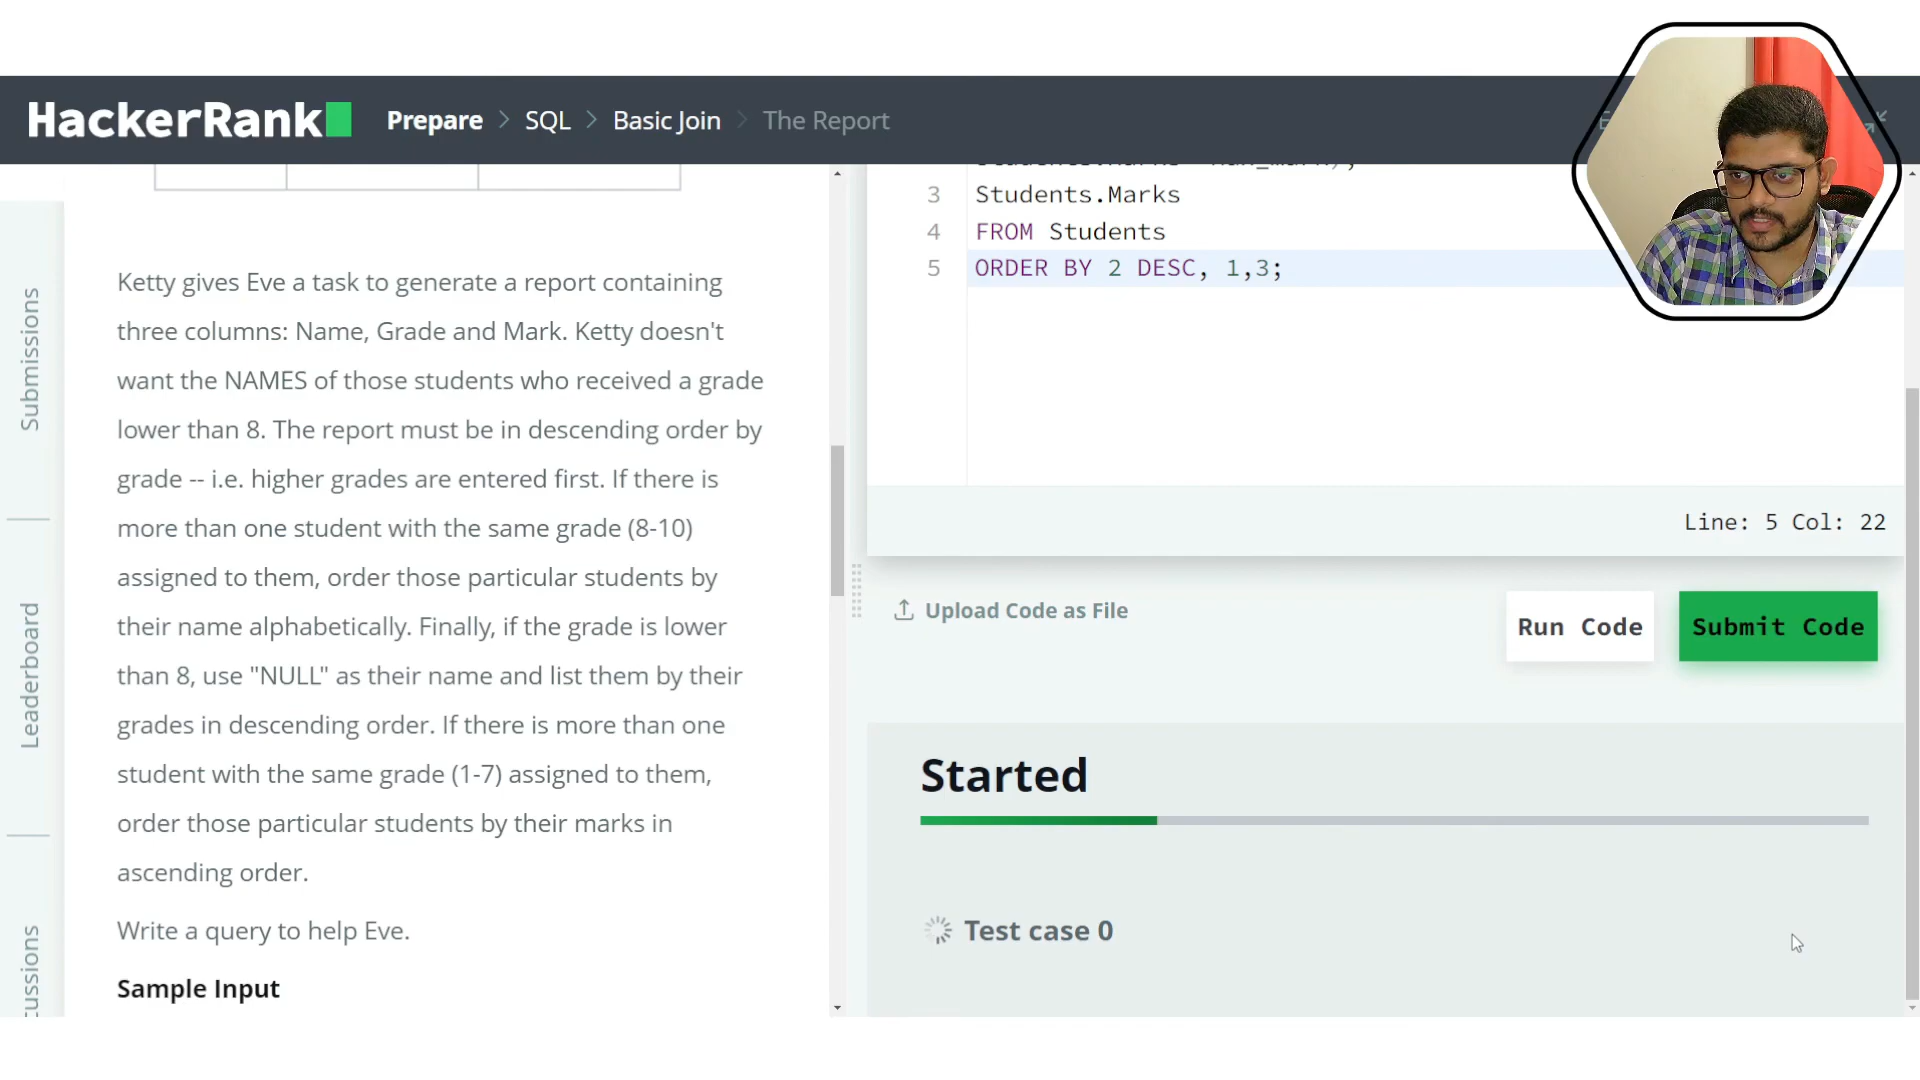 HackerRank
Prepare > SQL > Basic Join > The Report
Submissions
Leaderboard
Ketty gives Eve a task to generate a report containing
three columns: Name, Grade and Mark. Ketty doesn't
want the NAMES of those students who received a grade
lower than 8. The report must be in descending order by
grade -- i.e. higher grades are entered first. If there is
more than one student with the same grade (8-10)
assigned to them, order those particular students by
their name alphabetically. Finally, if the grade is lower
than 8, use "NULL" as their name and list them by their
grades in descending order. If there is more than one
student with the same grade (1-7) assigned to them,
order those particular students by their marks in
ascending order.
Write a query to help Eve.
Sample Input
3 Students.Marks
4 FROM Students
5 ORDER BY 2 DESC, 1,3;
Line: 5 Col: 22
Upload Code as File
Run Code
Submit Code
Started
Test case 0